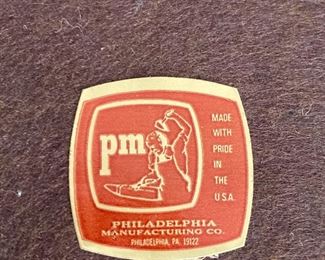 pm
MADE
WITH
PRIDE
IN
THE
U.S.A.
PHILADELPHIA
MANUFACTURING CO.
PHILADELPHIA, PA. 19122